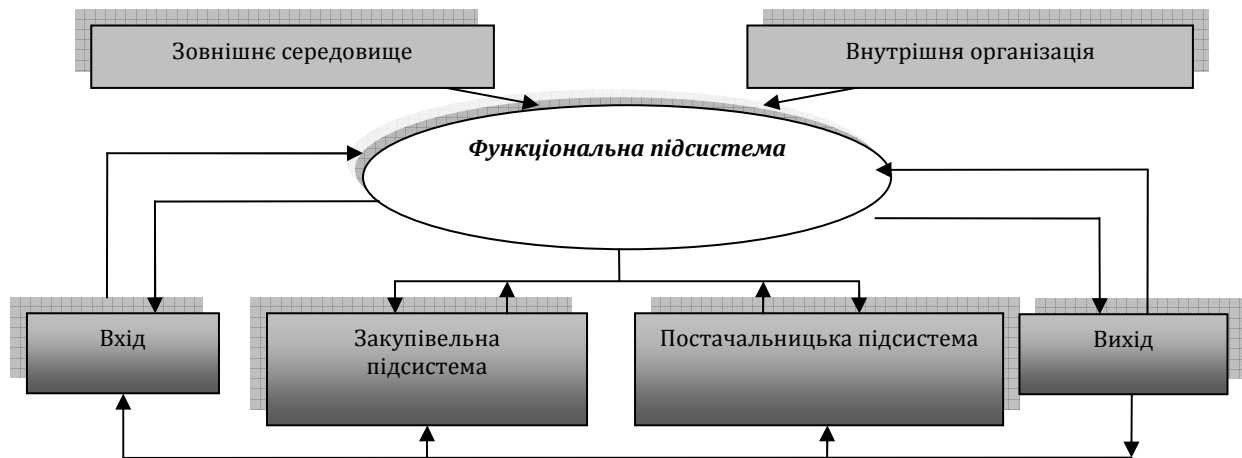 Зовнішнє середовище
Внутрішня організація
Функціональна підсистема
Вхід
Закупівельна
підсистема
Постачальницька підсистема
Вихід